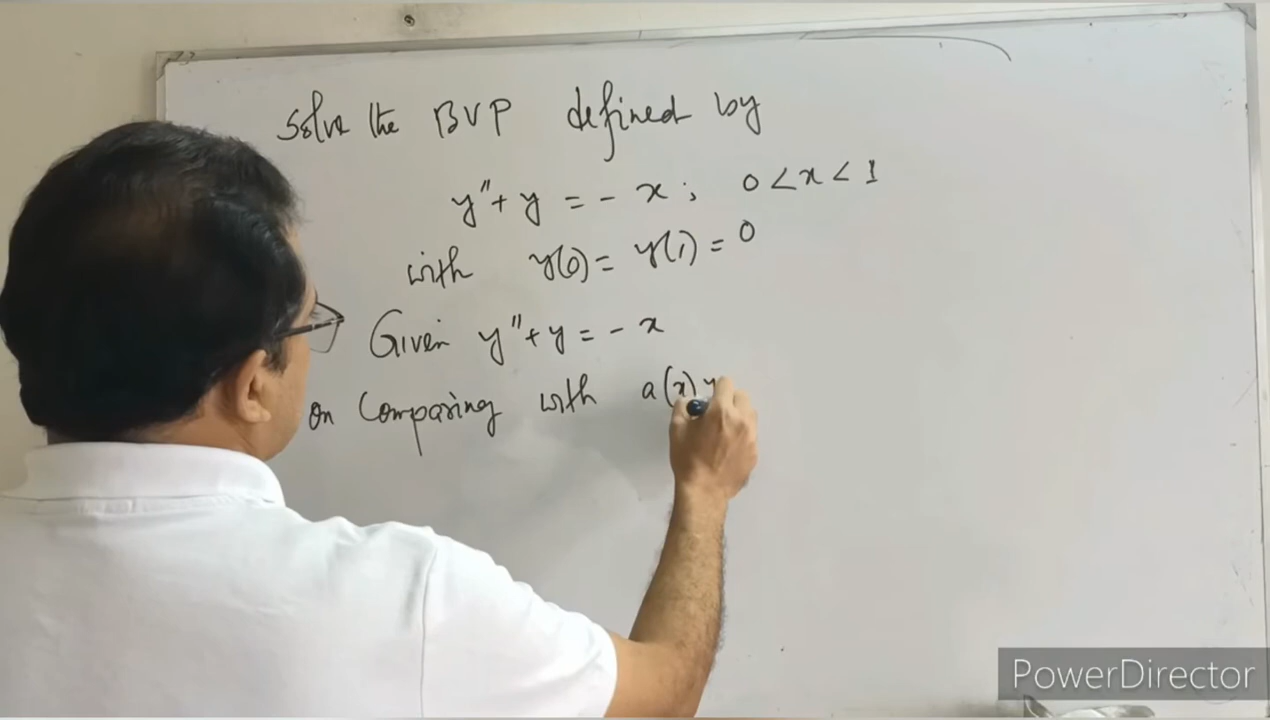 Solve the BVP defined by
y'' + y = - x ; 0 < x < 1
with y(0) = y(1) = 0
Given y'' + y = - x
on Comparing with a(x) y
PowerDirector